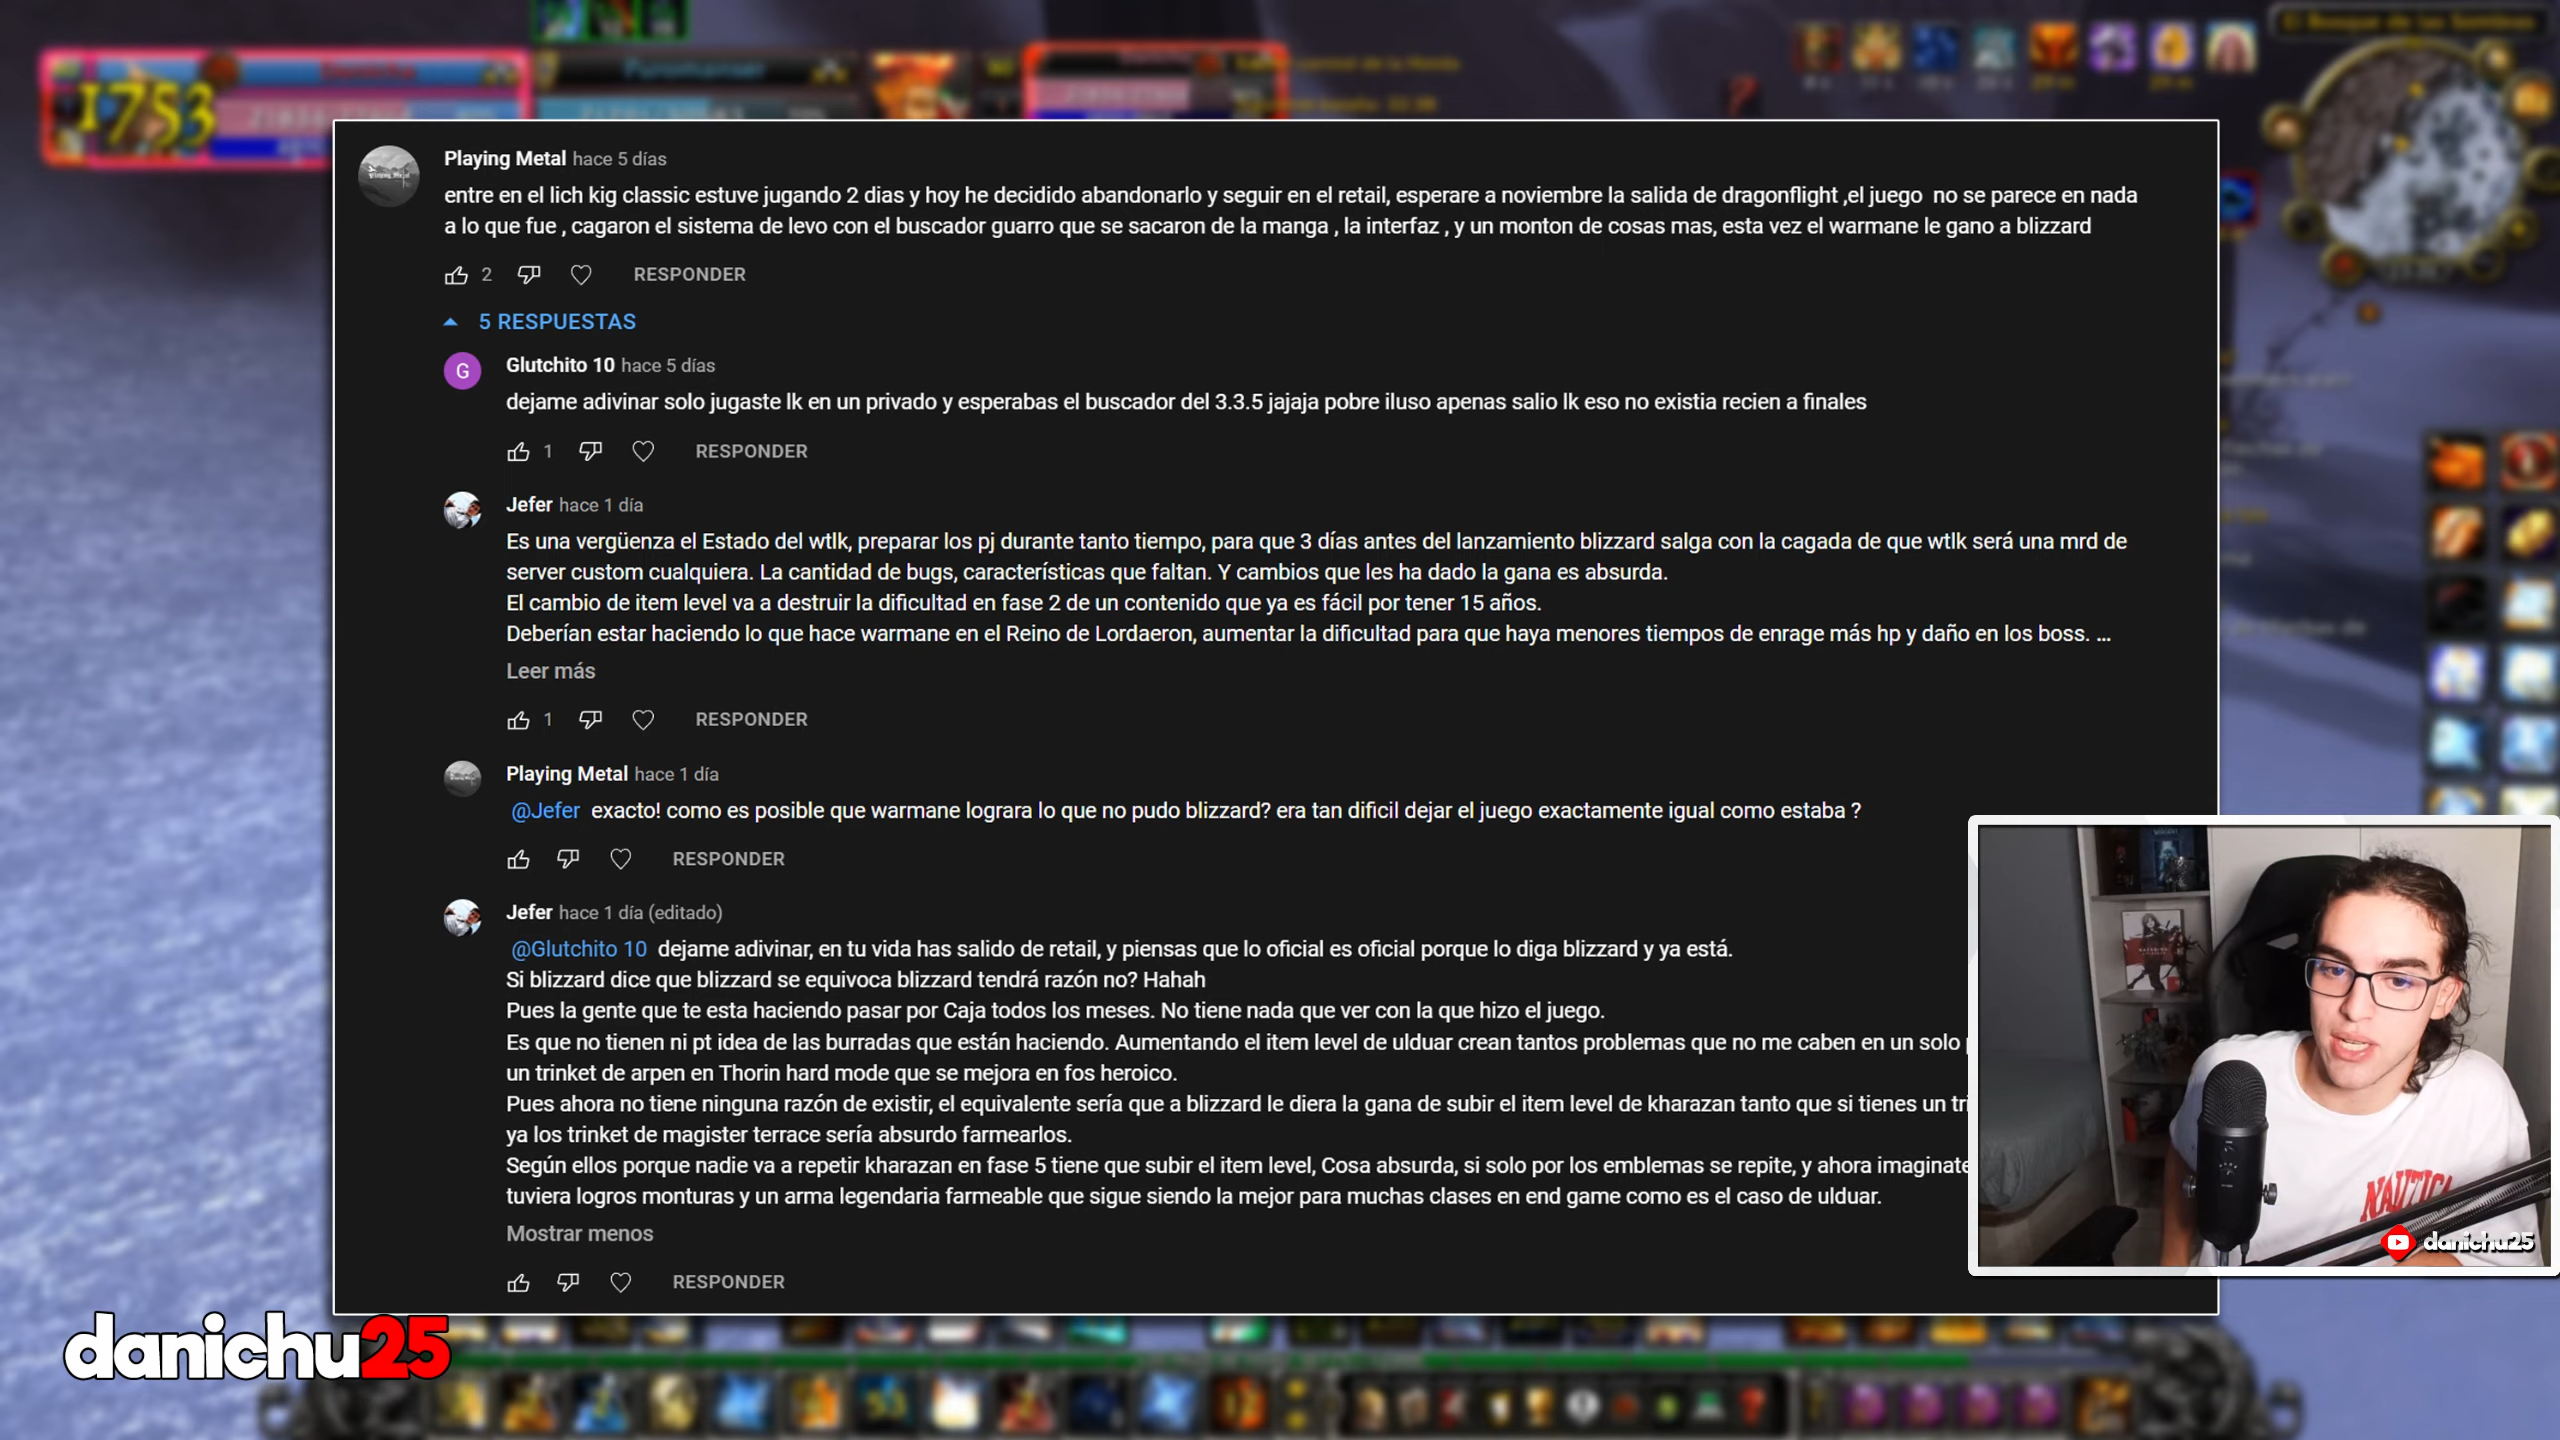 El Bosque de las Sombras
1753
Playing Metal hace 5 días
entre en el lich kig classic estuve jugando 2 dias y hoy he decidido abandonarlo y seguir en el retail, esperare a noviembre la salida de dragonflight ,el juego  no se parece en nada
a lo que fue , cagaron el sistema de levo con el buscador guarro que se sacaron de la manga , la interfaz , y un monton de cosas mas, esta vez el warmane le gano a blizzard
2 RESPONDER
5 RESPUESTAS
G
Glutchito 10 hace 5 días
dejame adivinar solo jugaste lk en un privado y esperabas el buscador del 3.3.5 jajaja pobre iluso apenas salio lk eso no existia recien a finales
1 RESPONDER
Jefer hace 1 día
Es una vergüenza el Estado del wtlk, preparar los pj durante tanto tiempo, para que 3 días antes del lanzamiento blizzard salga con la cagada de que wtlk será una mrd de
server custom cualquiera. La cantidad de bugs, características que faltan. Y cambios que les ha dado la gana es absurda.
El cambio de item level va a destruir la dificultad en fase 2 de un contenido que ya es fácil por tener 15 años.
Deberían estar haciendo lo que hace warmane en el Reino de Lordaeron, aumentar la dificultad para que haya menores tiempos de enrage más hp y daño en los boss. ...
Leer más
1 RESPONDER
Playing Metal hace 1 día
@Jefer exacto! como es posible que warmane lograra lo que no pudo blizzard? era tan dificil dejar el juego exactamente igual como estaba ?
RESPONDER
Jefer hace 1 día (editado)
@Glutchito 10 dejame adivinar, en tu vida has salido de retail, y piensas que lo oficial es oficial porque lo diga blizzard y ya está.
Si blizzard dice que blizzard se equivoca blizzard tendrá razón no? Hahah
Pues la gente que te esta haciendo pasar por Caja todos los meses. No tiene nada que ver con la que hizo el juego.
Es que no tienen ni pt idea de las burradas que están haciendo. Aumentando el item level de ulduar crean tantos problemas que no me caben en un solo
un trinket de arpen en Thorin hard mode que se mejora en fos heroico.
Pues ahora no tiene ninguna razón de existir, el equivalente sería que a blizzard le diera la gana de subir el item level de kharazan tanto que si tienes un
ya los trinket de magister terrace sería absurdo farmearlos.
Según ellos porque nadie va a repetir kharazan en fase 5 tiene que subir el item level, Cosa absurda, si solo por los emblemas se repite, y ahora imaginate
tuviera logros monturas y un arma legendaria farmeable que sigue siendo la mejor para muchas clases en end game como es el caso de ulduar.
Mostrar menos
RESPONDER
NAUTICA
danichu25
danichu25